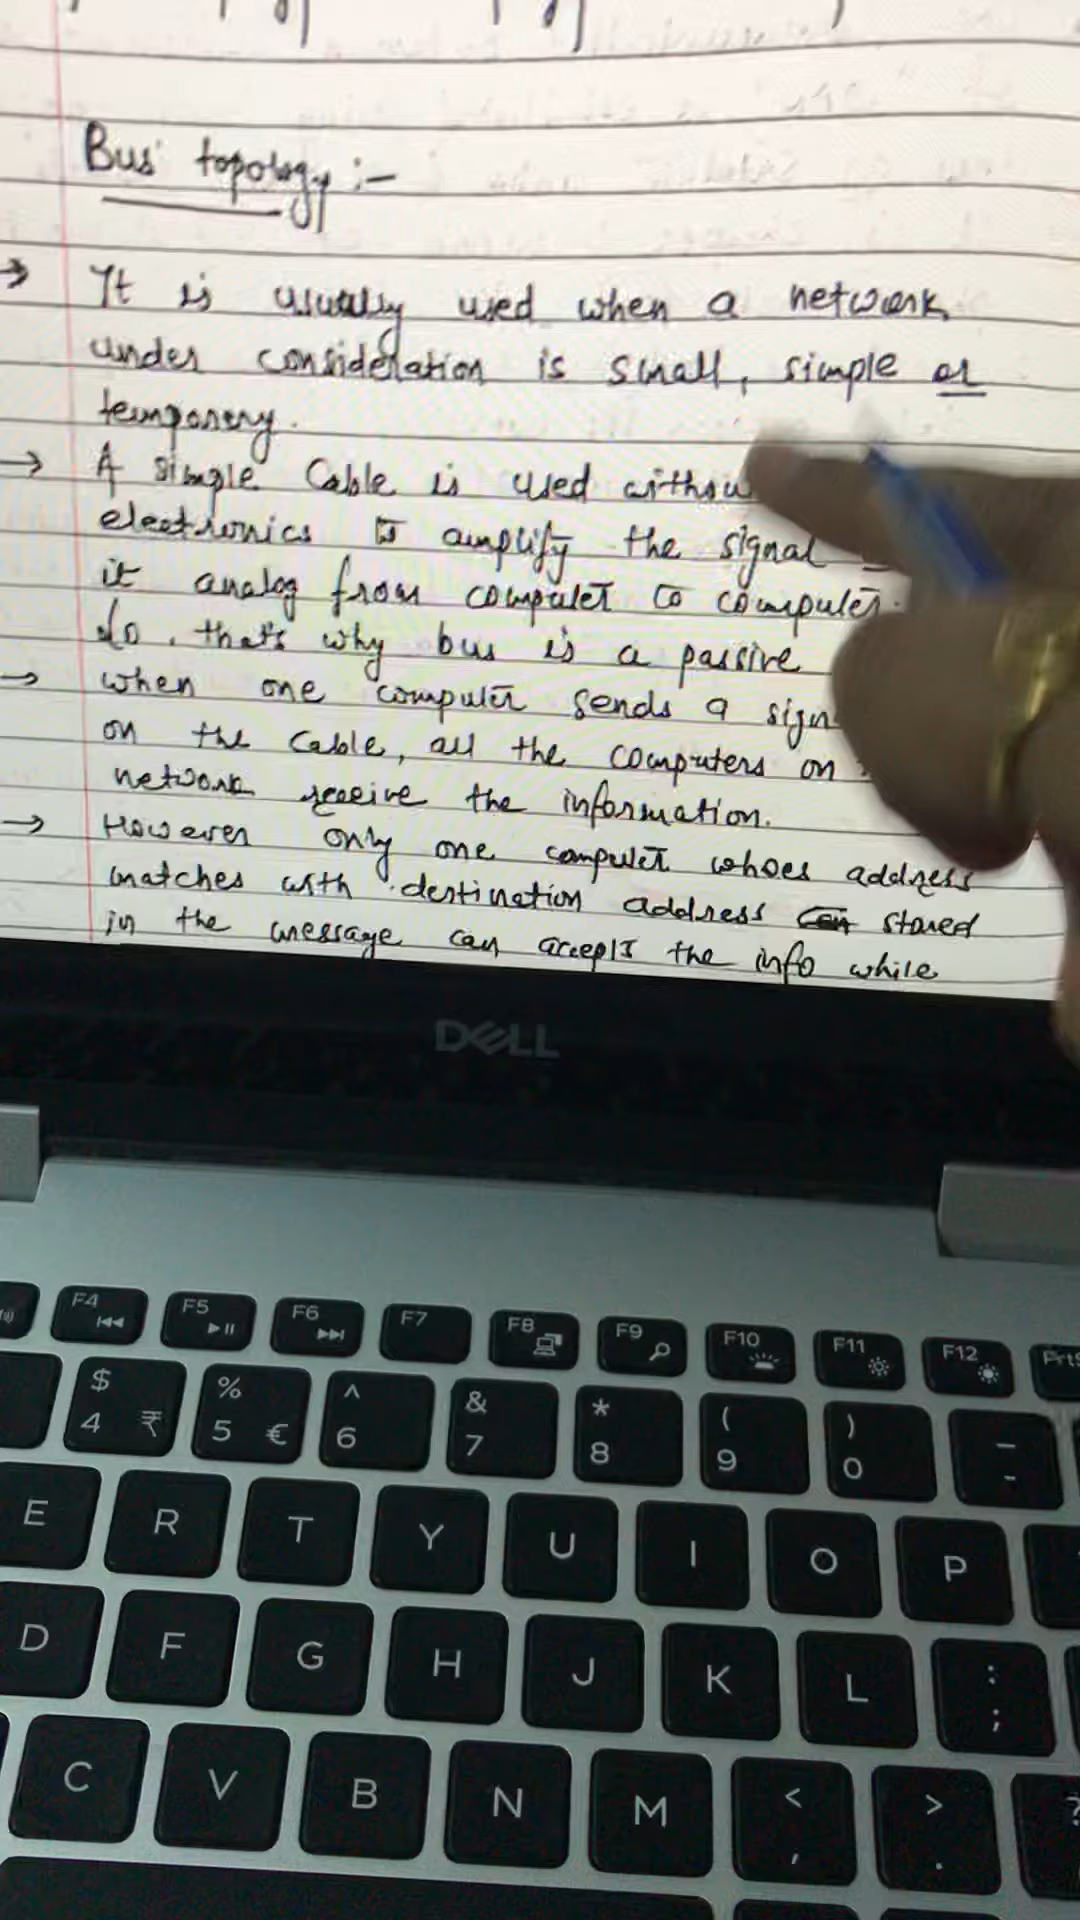 Bus topology :-
→ It is usually used when a network
under consideration is small, simple or
temporary.
→ A simple Cable is used
electronics to amplify the signal
it analog from computer to computer.
So, that's why bus is a passive
→ when one computer sends a
on the Cable, all the computers on
network receive the information.
→ However only one computer whoes address
matches with destination address stored
in the message can accepts the info while
DELL
F4 F5 F6 F7 F8 F9 F10 F11 F12
$ % ^ & * ( ) _
4 ₹ 5 € 6 7 8 9 0 -
E R T Y U I O P
D F G H J K L : ;
C V B N M < , > . ?